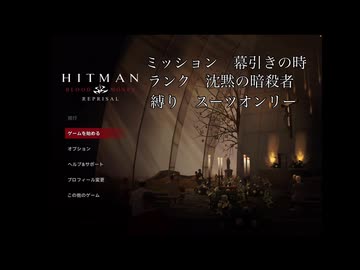 ミッション　幕引きの時
ランク　沈黙の暗殺者
縛り　スーツオンリー
HITMAN
BLOOD MONEY
REPRISAL
ゲームを始める
オプション
ヘルプ&サポート
プロフィール変更
この他のゲーム